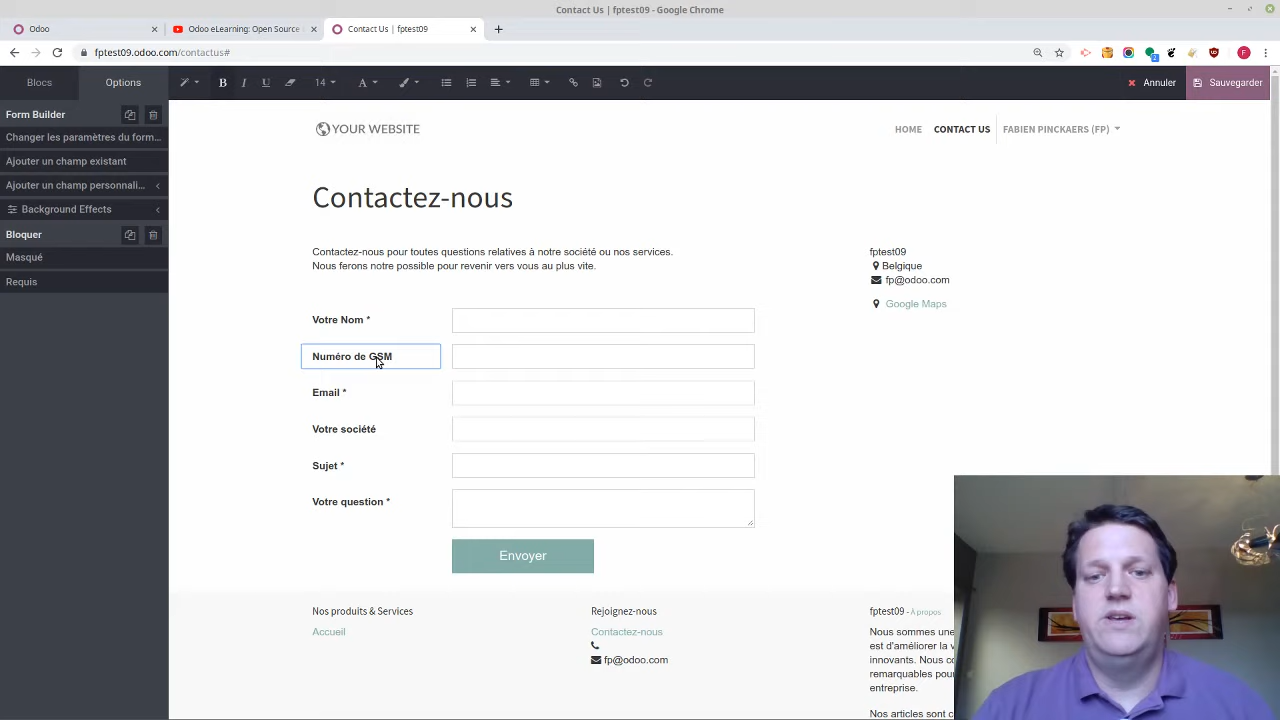 Contact Us | fptest09 - Google Chrome
Odoo
Odoo eLearning: Open Source
Contact Us | fptest09
fptest09.odoo.com/contactus#
2
F
Blocs
Options
B I U
14
A
Annuler
Sauvegarder
Form Builder
Changer les paramètres du form...
Ajouter un champ existant
Ajouter un champ personnali...
Background Effects
Bloquer
Masqué
Requis
YOUR WEBSITE
HOME
CONTACT US
FABIEN PINCKAERS (FP)
Contactez-nous
Contactez-nous pour toutes questions relatives à notre société ou nos services.
Nous ferons notre possible pour revenir vers vous au plus vite.
fptest09
Belgique
fp@odoo.com
Google Maps
Votre Nom *
Numéro de GSM
Email *
Votre société
Sujet *
Votre question *
Envoyer
Nos produits & Services
Accueil
Rejoignez-nous
Contactez-nous
fp@odoo.com
fptest09 - À propos
Nous sommes une
est d'améliorer la v
innovants. Nous c
remarquables pou
entreprise.
Nos articles sont c